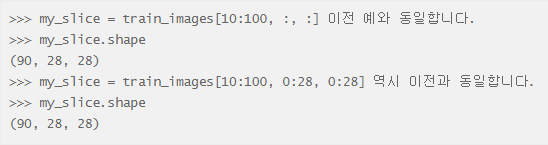 >>> my_slice = train_images[10:100, :, :] 이전 예와 동일합니다.
>>> my_slice.shape
(90, 28, 28)
>>> my_slice = train_images[10:100, 0:28, 0:28] 역시 이전과 동일합니다.
>>> my_slice.shape
(90, 28, 28)